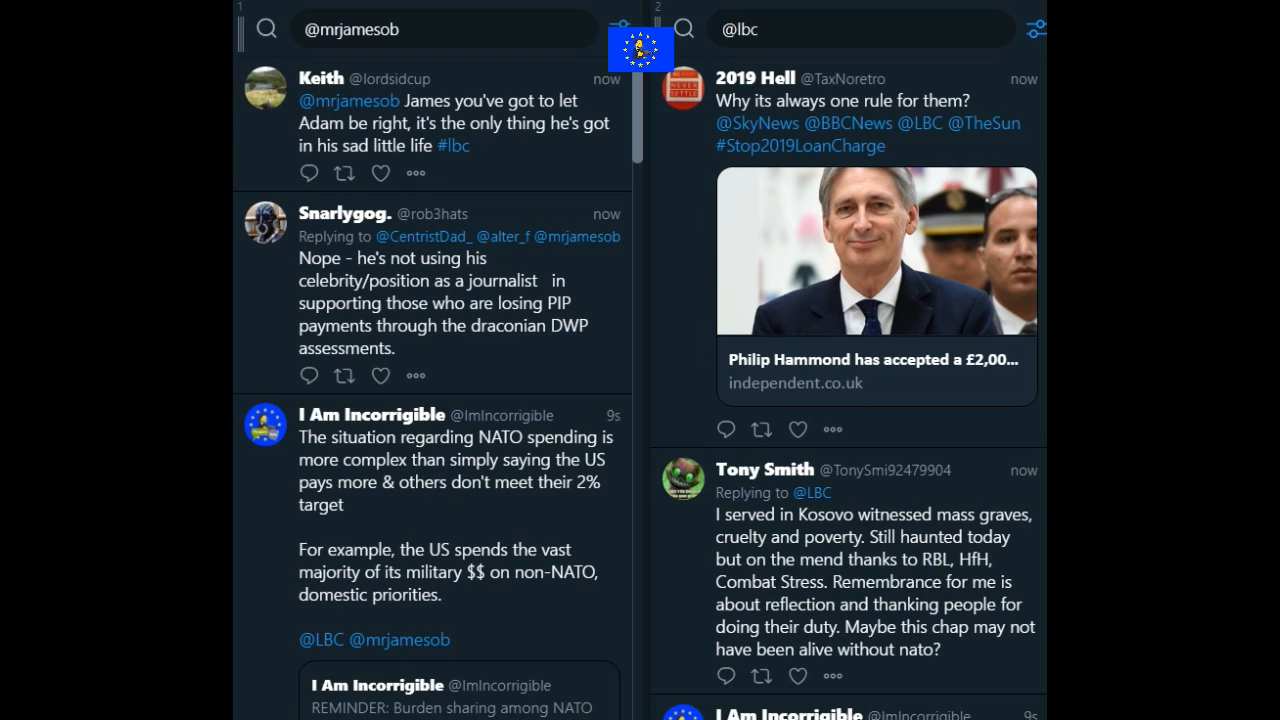 1
@mrjamesob
Keith @lordsidcup now
@mrjamesob James you've got to let
Adam be right, it's the only thing he's got
in his sad little life #lbc
Snarlygog. @rob3hats now
Replying to @CentristDad_ @alter_f @mrjamesob
Nope - he's not using his
celebrity/position as a journalist in
supporting those who are losing PIP
payments through the draconian DWP
assessments.
I Am Incorrigible @ImIncorrigible 9s
The situation regarding NATO spending is
more complex than simply saying the US
pays more & others don't meet their 2%
target
For example, the US spends the vast
majority of its military $$ on non-NATO,
domestic priorities.
@LBC @mrjamesob
I Am Incorrigible @ImIncorrigible
REMINDER: Burden sharing among NATO
2
@lbc
2019 Hell @TaxNoretro now
Why its always one rule for them?
@SkyNews @BBCNews @LBC @TheSun
#Stop2019LoanCharge
Philip Hammond has accepted a £2,00...
independent.co.uk
NEVER
SETTLE
Tony Smith @TonySmi92479904 now
Replying to @LBC
I served in Kosovo witnessed mass graves,
cruelty and poverty. Still haunted today
but on the mend thanks to RBL, HfH,
Combat Stress. Remembrance for me is
about reflection and thanking people for
doing their duty. Maybe this chap may not
have been alive without nato?
I Am Incorrigible @ImIncorrigible 9s